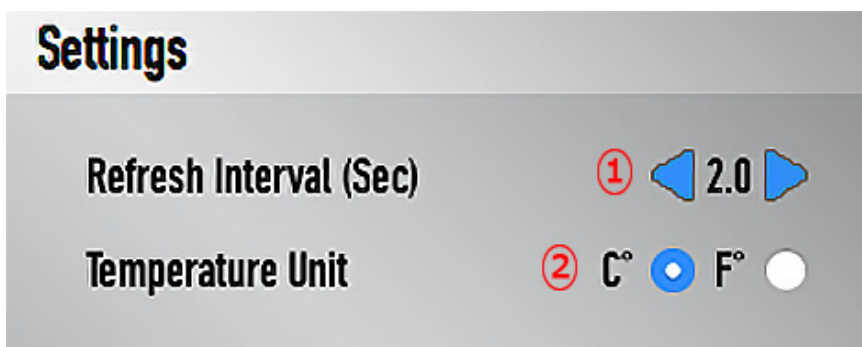 Settings
Refresh Interval (Sec) ① 2.0
Temperature Unit ② C° F°